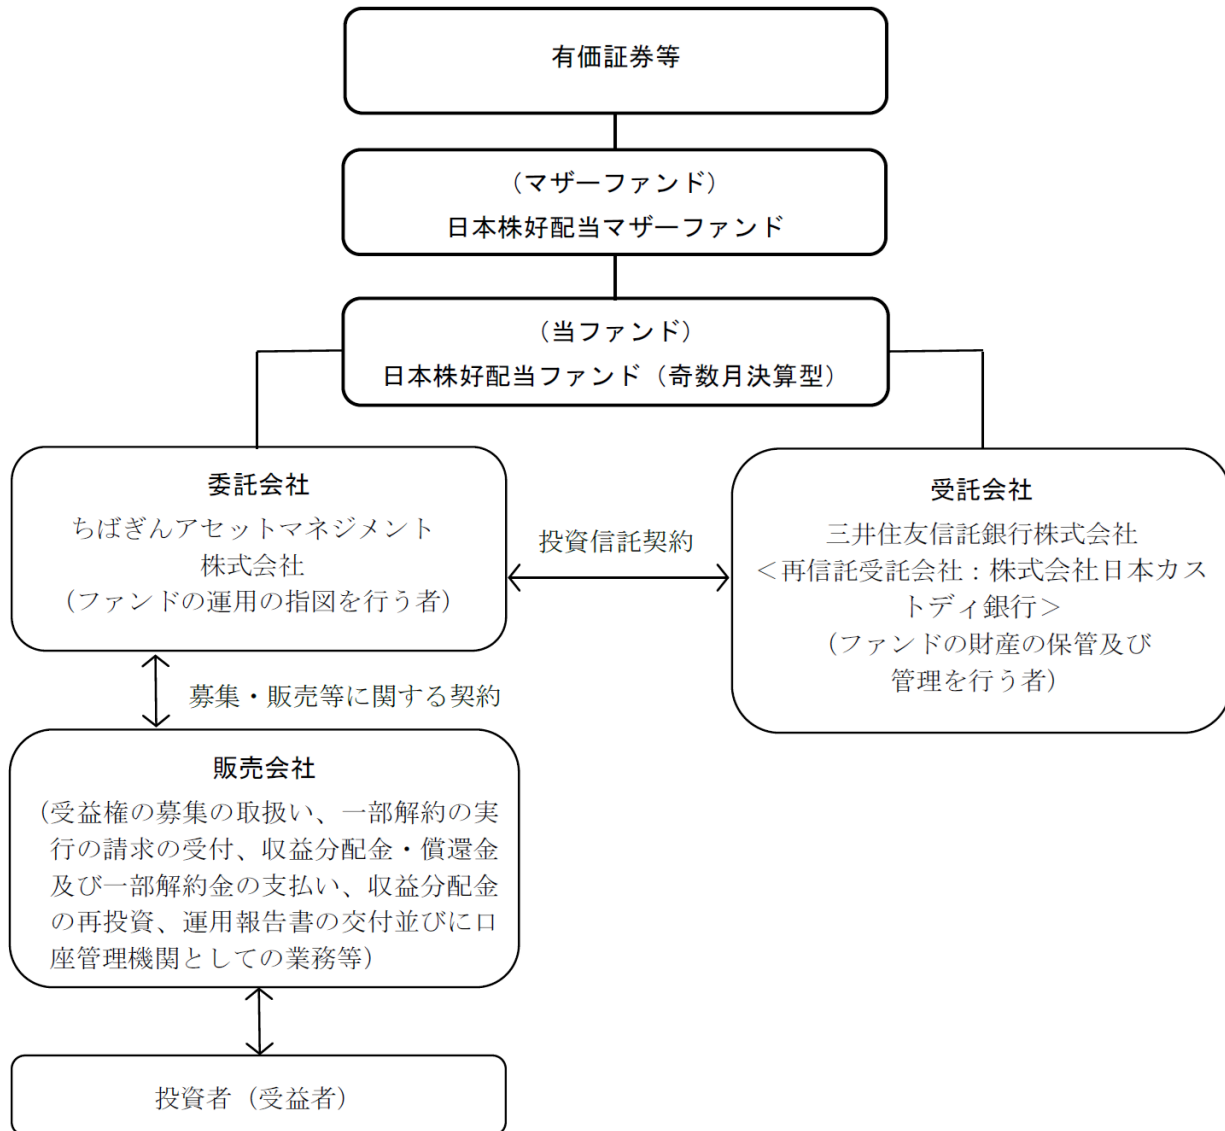 有価証券等
（マザーファンド）
日本株好配当マザーファンド
（当ファンド）
日本株好配当ファンド（奇数月決算型）
委託会社
ちばぎんアセットマネジメント
株式会社
（ファンドの運用の指図を行う者）
投資信託契約
受託会社
三井住友信託銀行株式会社
＜再信託受託会社：株式会社日本カス
トディ銀行＞
（ファンドの財産の保管及び
管理を行う者）
募集・販売等に関する契約
販売会社
（受益権の募集の取扱い、一部解約の実
行の請求の受付、収益分配金・償還金
及び一部解約金の支払い、収益分配金
の再投資、運用報告書の交付並びに口
座管理機関としての業務等）
投資者（受益者）